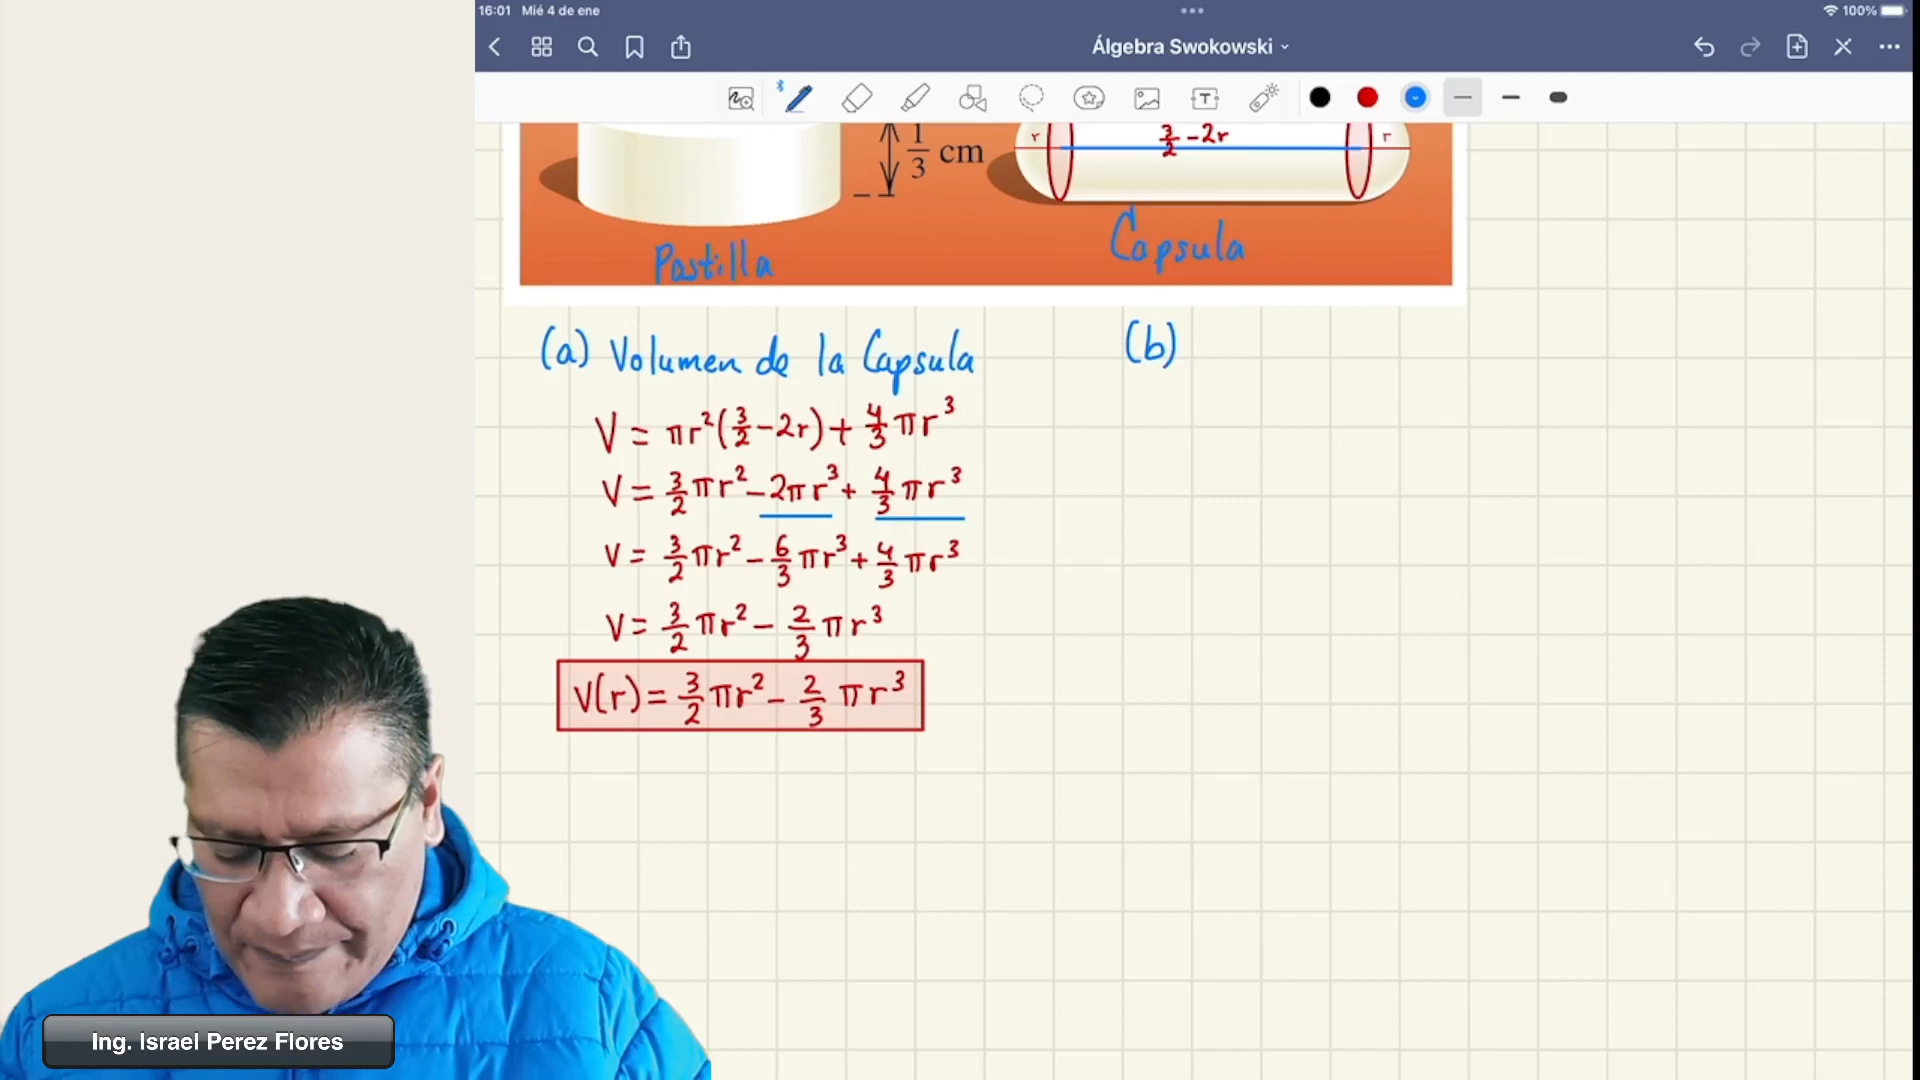 16:01 Mié 4 de ene
100%
Álgebra Swokowski
1/3 cm
r
3/2 - 2r
r
Pastilla
Capsula
(a) Volumen de la Capsula
V = πr²(3/2 - 2r) + 4/3 πr³
V = 3/2 πr² - 2πr³ + 4/3 πr³
V = 3/2 πr² - 6/3 πr³ + 4/3 πr³
V = 3/2 πr² - 2/3 πr³
V(r) = 3/2 πr² - 2/3 πr³
(b)
Ing. Israel Perez Flores